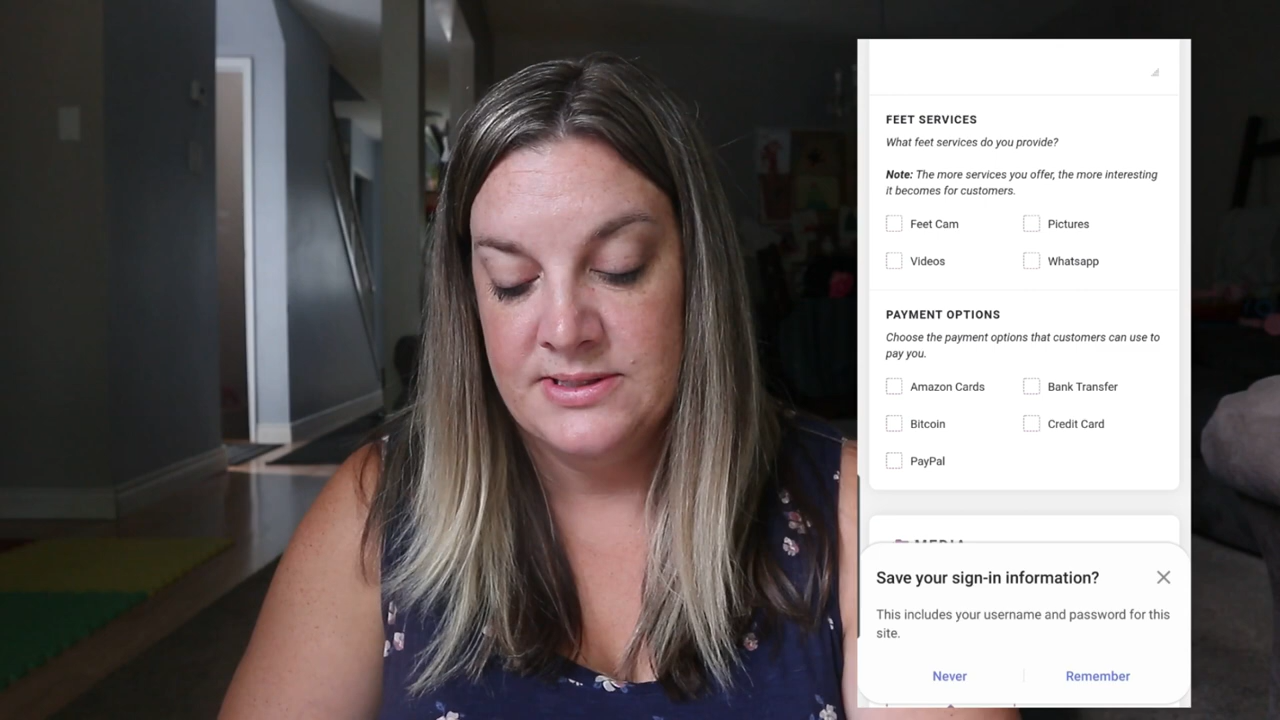 FEET SERVICES
What feet services do you provide?
Note: The more services you offer, the more interesting
it becomes for customers.
Feet Cam
Pictures
Videos
Whatsapp
PAYMENT OPTIONS
Choose the payment options that customers can use to
pay you.
Amazon Cards
Bank Transfer
Bitcoin
Credit Card
PayPal
MEDIA
Save your sign-in information?
This includes your username and password for this
site.
Never
Remember